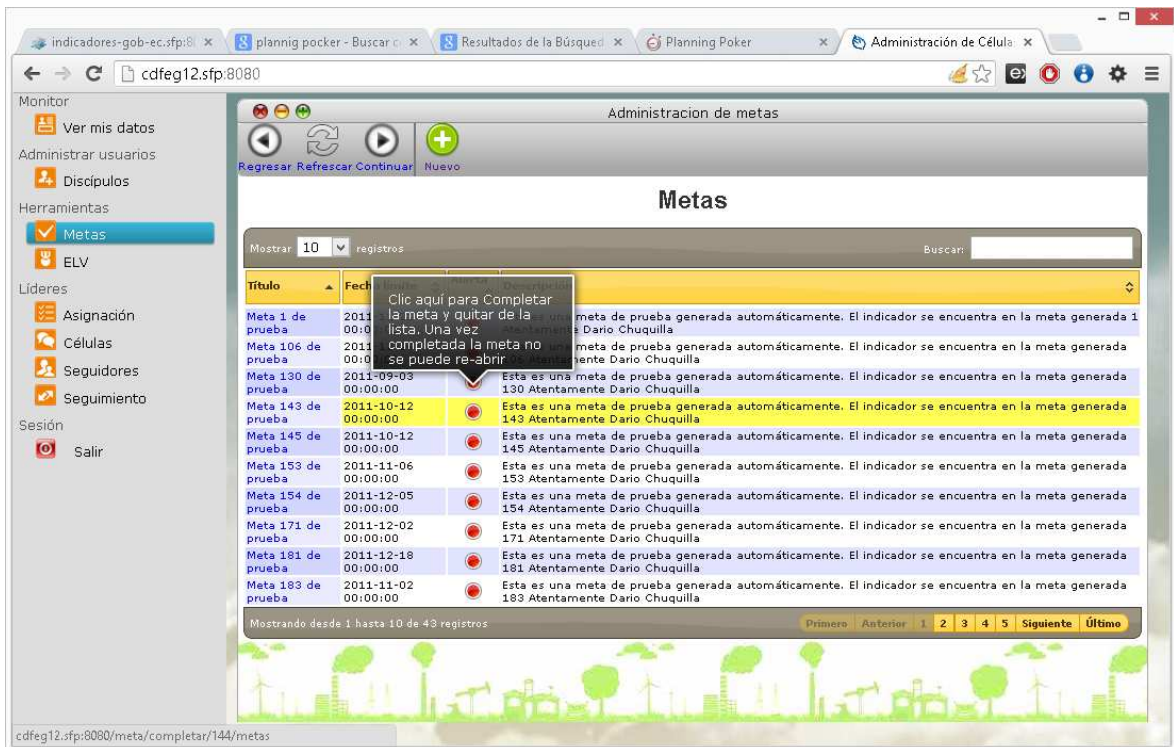 indicadores-gob-ec.sfp:8
plannig pocker - Buscar c
Resultados de la Búsqued
Planning Poker
Administración de Célula
cdfeg12.sfp:8080
Monitor
Ver mis datos
Administrar usuarios
Discípulos
Herramientas
Metas
ELV
Líderes
Asignación
Células
Seguidores
Seguimiento
Sesión
Salir
Administracion de metas
Regresar Refrescar Continuar Nuevo
Metas
Mostrar 10 registros
Buscar:
Título
Clic aquí para Completar
la meta y quitar de la
lista. Una vez
completada la meta no
se puede re-abrir
Meta 1 de
prueba
meta de prueba generada automáticamente. El indicador se encuentra en la meta generada 1
Dario Chuquilla
Meta 106 de
prueba
meta de prueba generada automáticamente. El indicador se encuentra en la meta generada
Dario Chuquilla
Meta 130 de
prueba
2011-09-03
00:00:00
Esta es una meta de prueba generada automáticamente. El indicador se encuentra en la meta generada
130 Atentamente Dario Chuquilla
Meta 143 de
prueba
2011-10-12
00:00:00
Esta es una meta de prueba generada automáticamente. El indicador se encuentra en la meta generada
143 Atentamente Dario Chuquilla
Meta 145 de
prueba
2011-10-12
00:00:00
Esta es una meta de prueba generada automáticamente. El indicador se encuentra en la meta generada
145 Atentamente Dario Chuquilla
Meta 153 de
prueba
2011-11-06
00:00:00
Esta es una meta de prueba generada automáticamente. El indicador se encuentra en la meta generada
153 Atentamente Dario Chuquilla
Meta 154 de
prueba
2011-12-05
00:00:00
Esta es una meta de prueba generada automáticamente. El indicador se encuentra en la meta generada
154 Atentamente Dario Chuquilla
Meta 171 de
prueba
2011-12-02
00:00:00
Esta es una meta de prueba generada automáticamente. El indicador se encuentra en la meta generada
171 Atentamente Dario Chuquilla
Meta 181 de
prueba
2011-12-18
00:00:00
Esta es una meta de prueba generada automáticamente. El indicador se encuentra en la meta generada
181 Atentamente Dario Chuquilla
Meta 183 de
prueba
2011-11-02
00:00:00
Esta es una meta de prueba generada automáticamente. El indicador se encuentra en la meta generada
183 Atentamente Dario Chuquilla
Mostrando desde 1 hasta 10 de 43 registros
Primero Anterior 1 2 3 4 5 Siguiente Último
cdfeg12.sfp:8080/meta/completar/144/metas